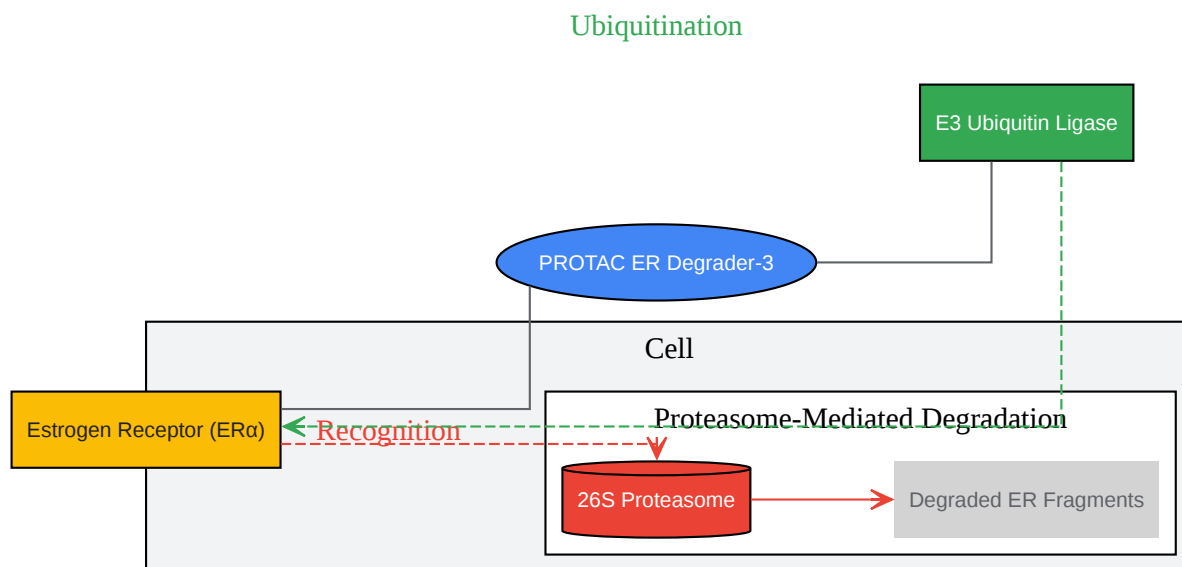 Ubiquitination
E3 Ubiquitin Ligase
PROTAC ER Degrader-3
Cell
Proteasome-Mediated Degradation
Estrogen Receptor (ERα)
Recognition
26S Proteasome
Degraded ER Fragments